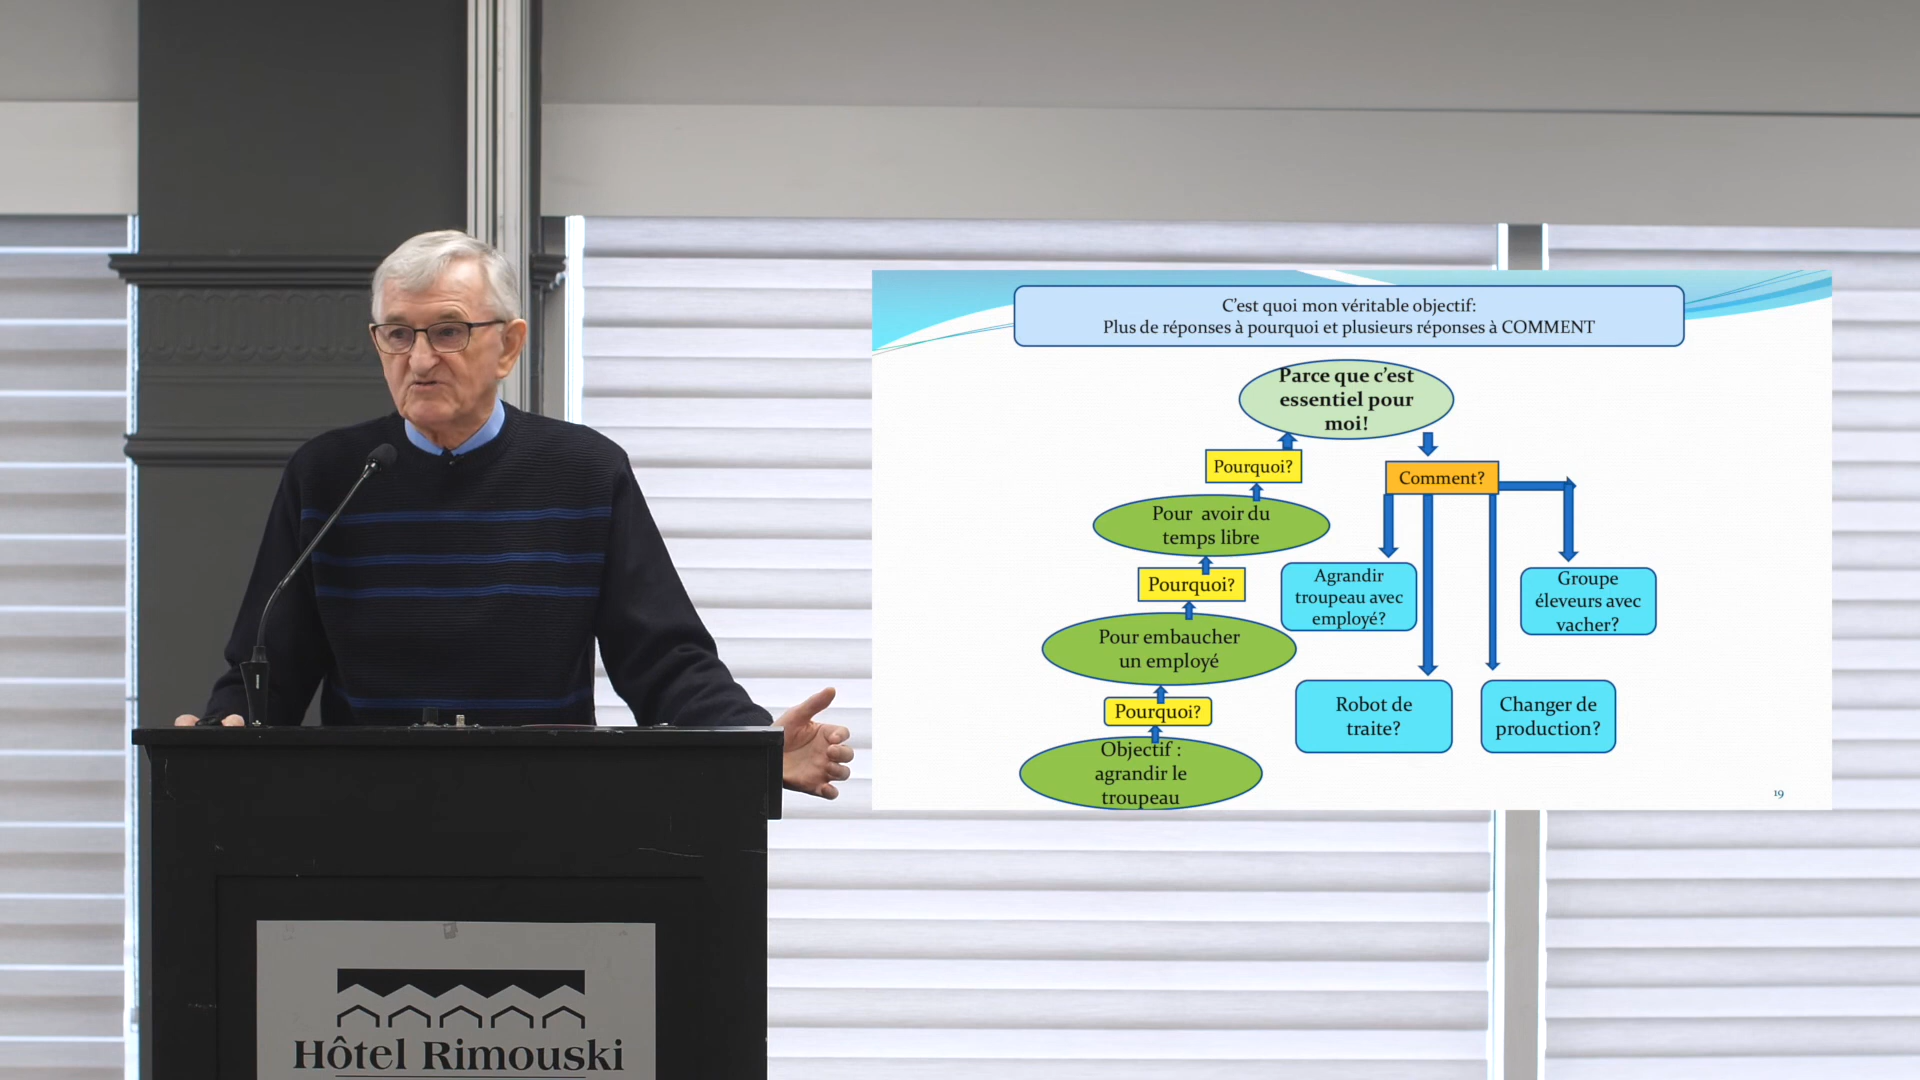 C'est quoi mon véritable objectif:
Plus de réponses à pourquoi et plusieurs réponses à COMMENT
Parce que c'est
essentiel pour
moi!
Pourquoi?
Comment?
Pour avoir du
temps libre
Pourquoi?
Agrandir
troupeau avec
employé?
Groupe
éleveurs avec
vacher?
Pour embaucher
un employé
Robot de
traite?
Changer de
production?
Pourquoi?
Objectif :
agrandir le
troupeau
19
Hôtel Rimouski